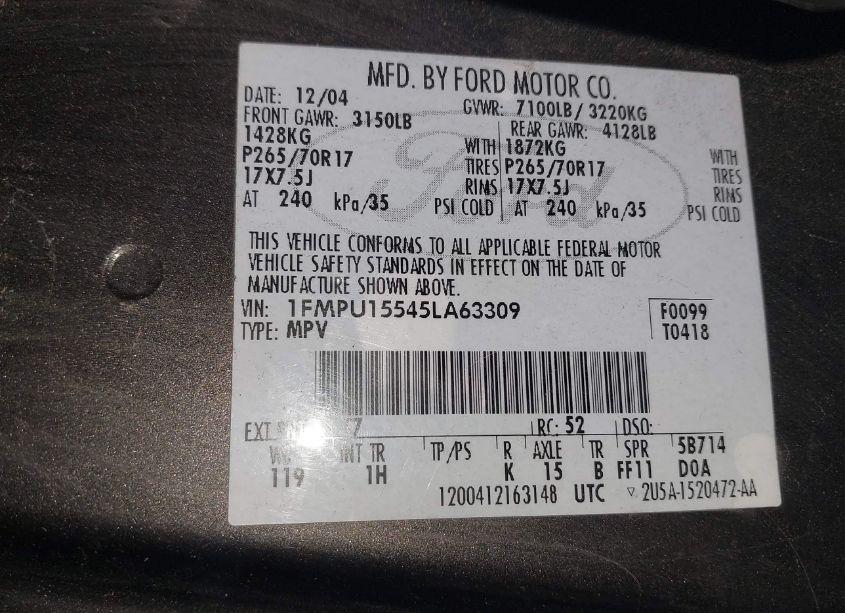 MFD. BY FORD MOTOR CO.
DATE: 12/04 GVWR: 7100LB/ 3220KG
FRONT GAWR: 3150LB REAR GAWR: 4128LB
1428KG WITH 1872KG WITH
P265/70R17 TIRES P265/70R17 TIRES
17X7.5J RIMS 17X7.5J RIMS
AT 240 kPa/35 PSI COLD AT 240 kPa/35 PSI COLD
Ford
THIS VEHICLE CONFORMS TO ALL APPLICABLE FEDERAL MOTOR
VEHICLE SAFETY STANDARDS IN EFFECT ON THE DATE OF
MANUFACTURE SHOWN ABOVE.
VIN: 1FMPU15545LA63309 F0099
TYPE: MPV T0418
EXT RC: 52 DSO:
INT TR TP/PS R AXLE TR SPR 5B714
119 1H K 15 B FF11 D0A
1200412163148 UTC 2U5A-1520472-AA